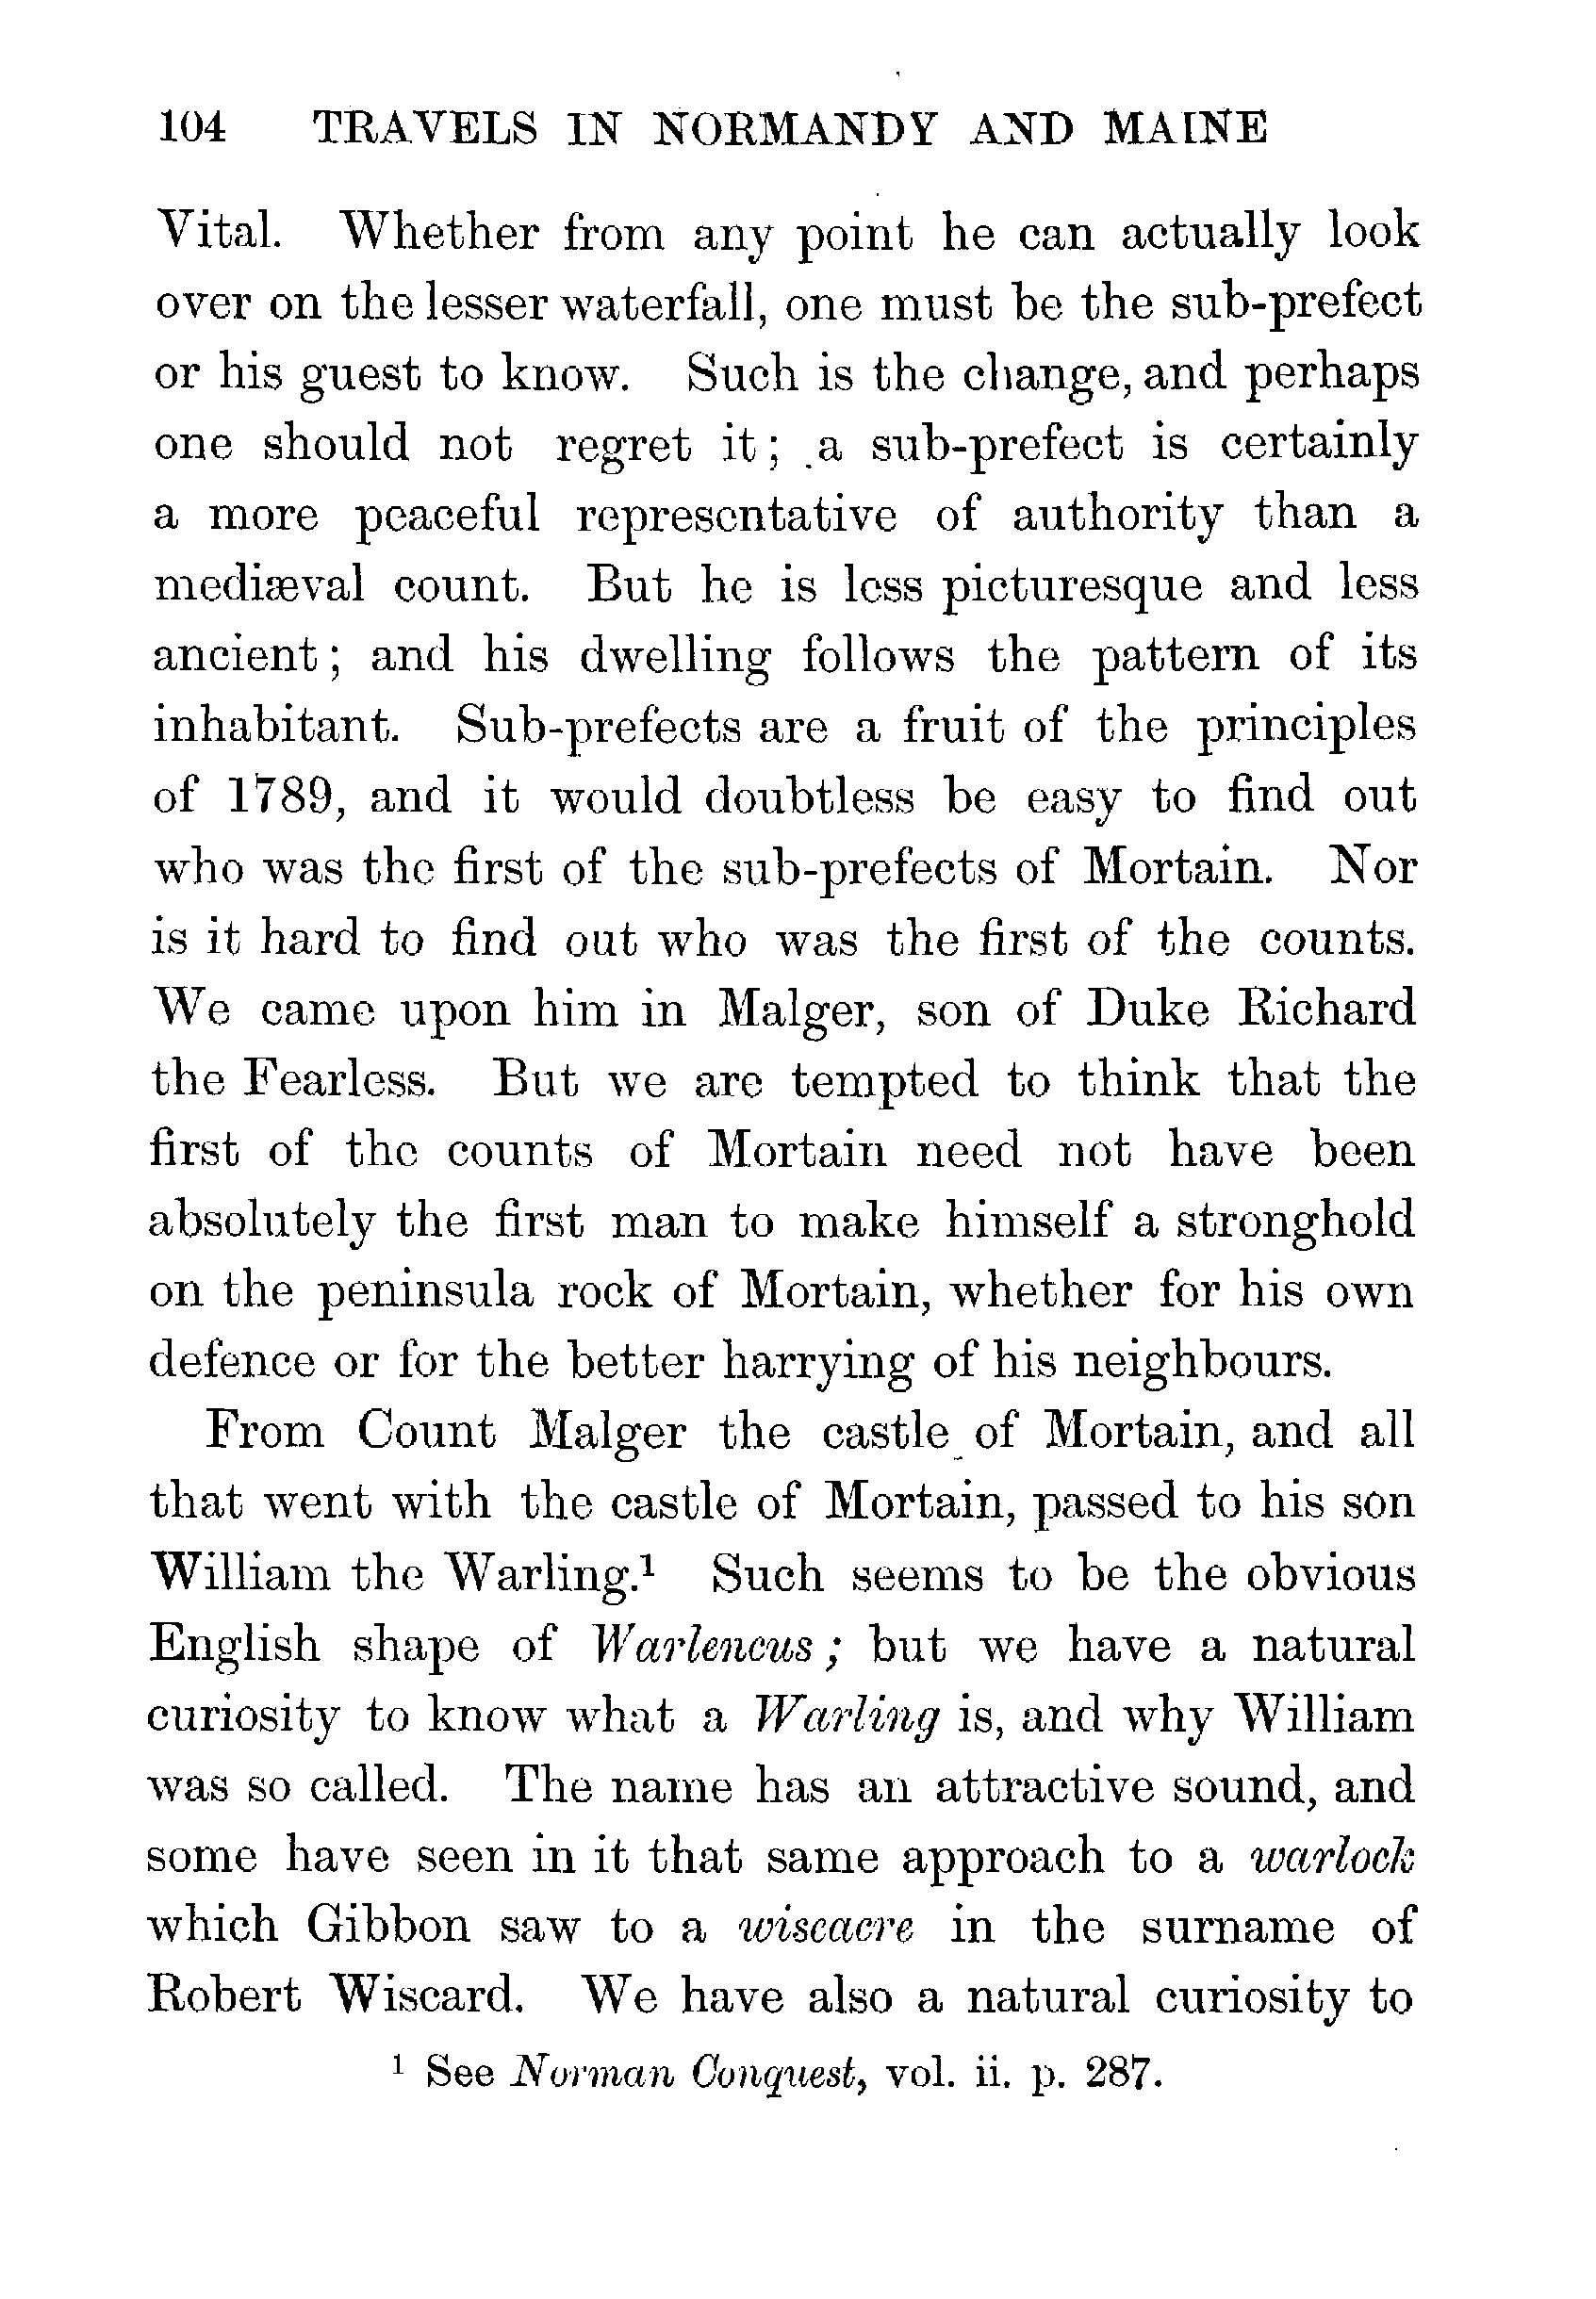 104 TRAVELS IN NORMANDY AND MAINE
Vital. Whether from any point he can actually look
over on the lesser waterfall, one must be the sub-prefect
or his guest to know. Such is the change, and perhaps
one should not regret it; a sub-prefect is certainly
a more peaceful representative of authority than a
mediæval count. But he is less picturesque and less
ancient; and his dwelling follows the pattern of its
inhabitant. Sub-prefects are a fruit of the principles
of 1789, and it would doubtless be easy to find out
who was the first of the sub-prefects of Mortain. Nor
is it hard to find out who was the first of the counts.
We came upon him in Malger, son of Duke Richard
the Fearless. But we are tempted to think that the
first of the counts of Mortain need not have been
absolutely the first man to make himself a stronghold
on the peninsula rock of Mortain, whether for his own
defence or for the better harrying of his neighbours.
From Count Malger the castle of Mortain, and all
that went with the castle of Mortain, passed to his son
William the Warling.¹ Such seems to be the obvious
English shape of Warlencus; but we have a natural
curiosity to know what a Warling is, and why William
was so called. The name has an attractive sound, and
some have seen in it that same approach to a warlock
which Gibbon saw to a wiseacre in the surname of
Robert Wiscard. We have also a natural curiosity to
¹ See Norman Conquest, vol. ii. p. 287.